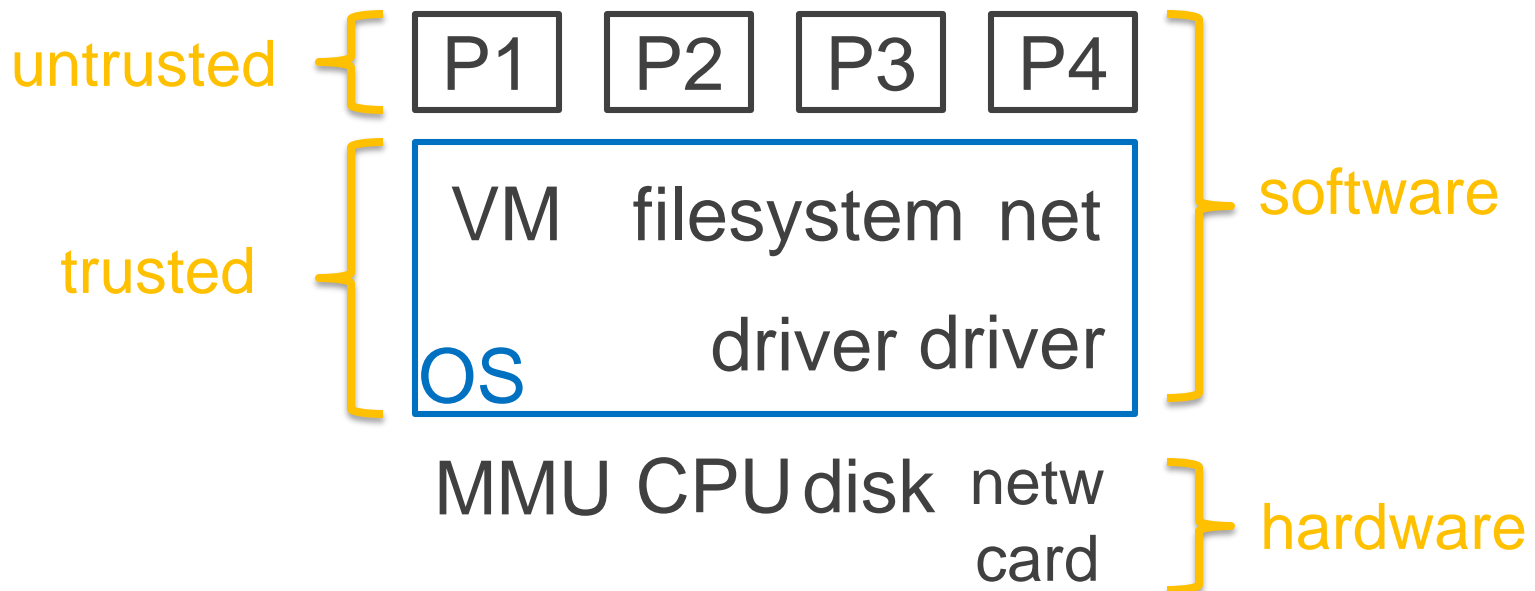 untrusted
P1 P2 P3 P4
software
trusted
VM filesystem net
driver driver
OS
MMU CPU disk netw
card
hardware